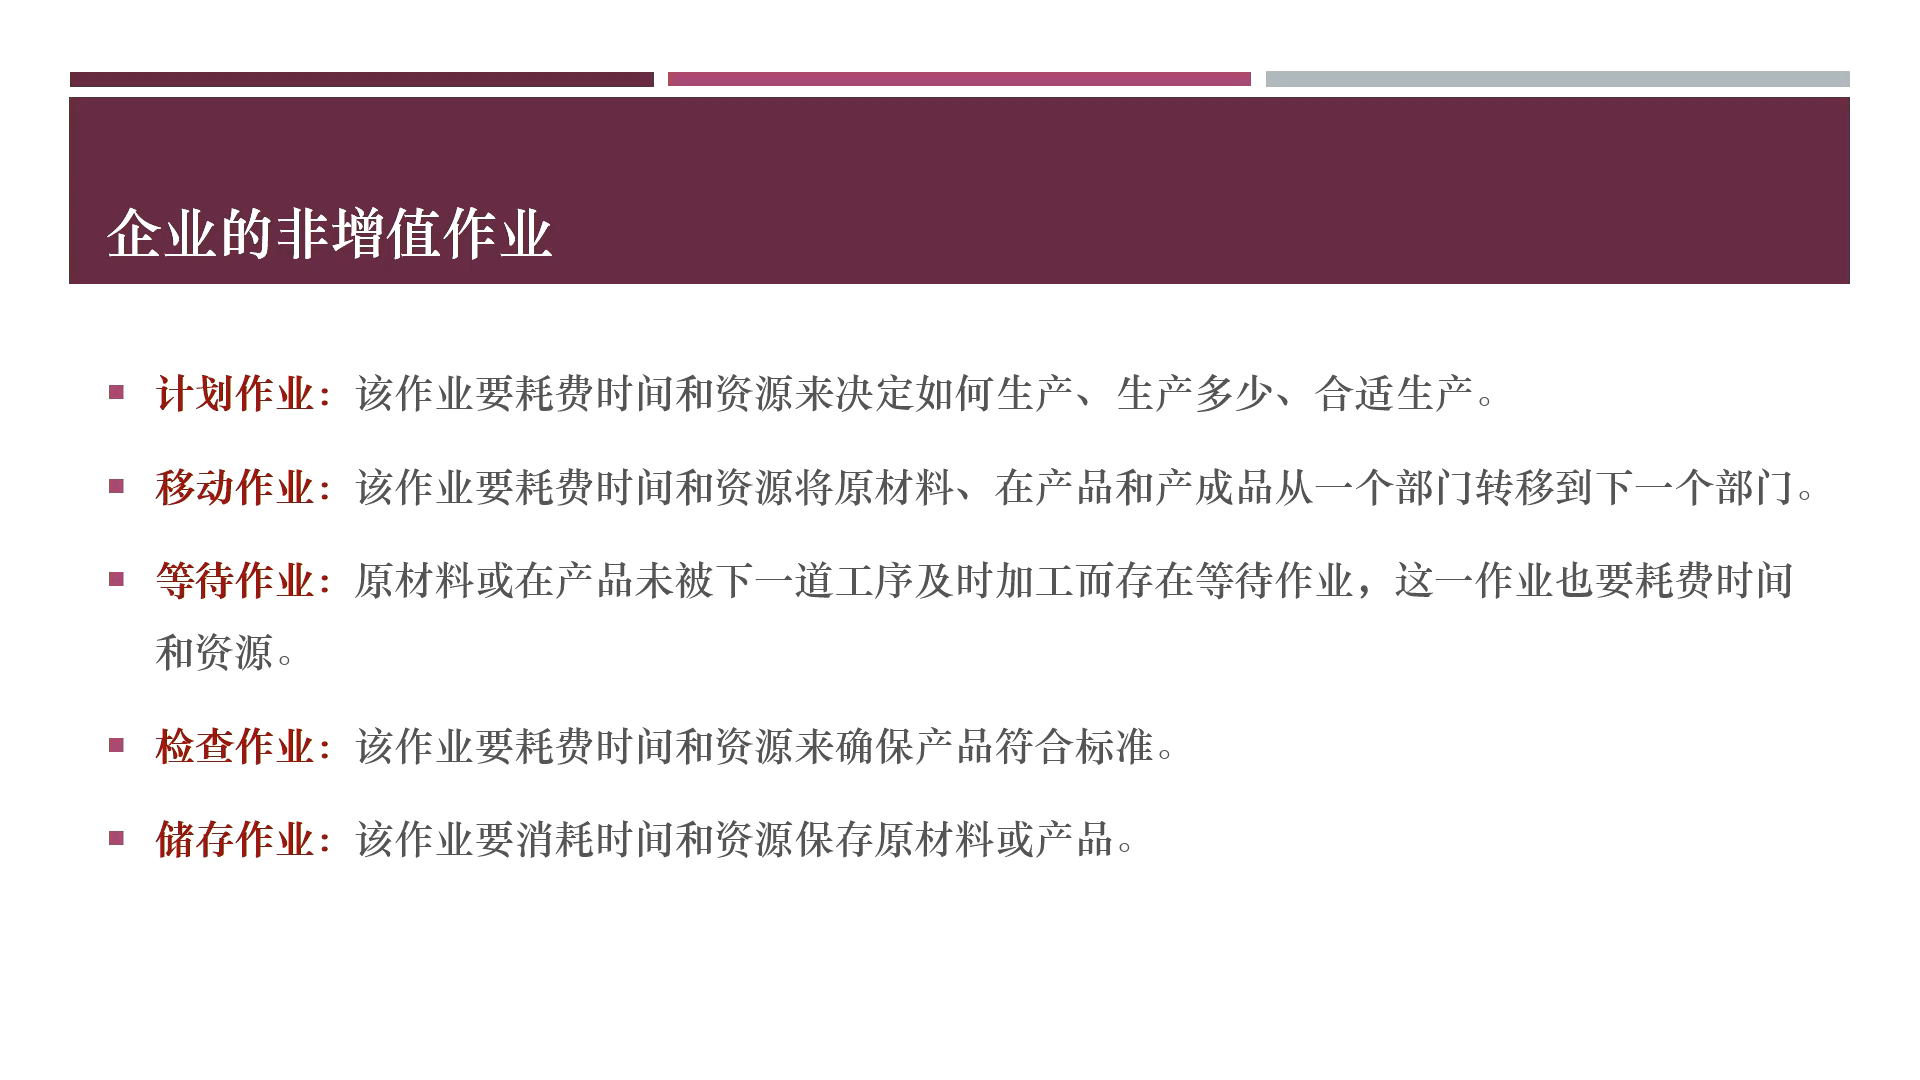 企业的非增值作业
计划作业：该作业要耗费时间和资源来决定如何生产、生产多少、合适生产。
移动作业：该作业要耗费时间和资源将原材料、在产品和产成品从一个部门转移到下一个部门。
等待作业：原材料或在产品未被下一道工序及时加工而存在等待作业，这一作业也要耗费时间
和资源。
检查作业：该作业要耗费时间和资源来确保产品符合标准。
储存作业：该作业要消耗时间和资源保存原材料或产品。